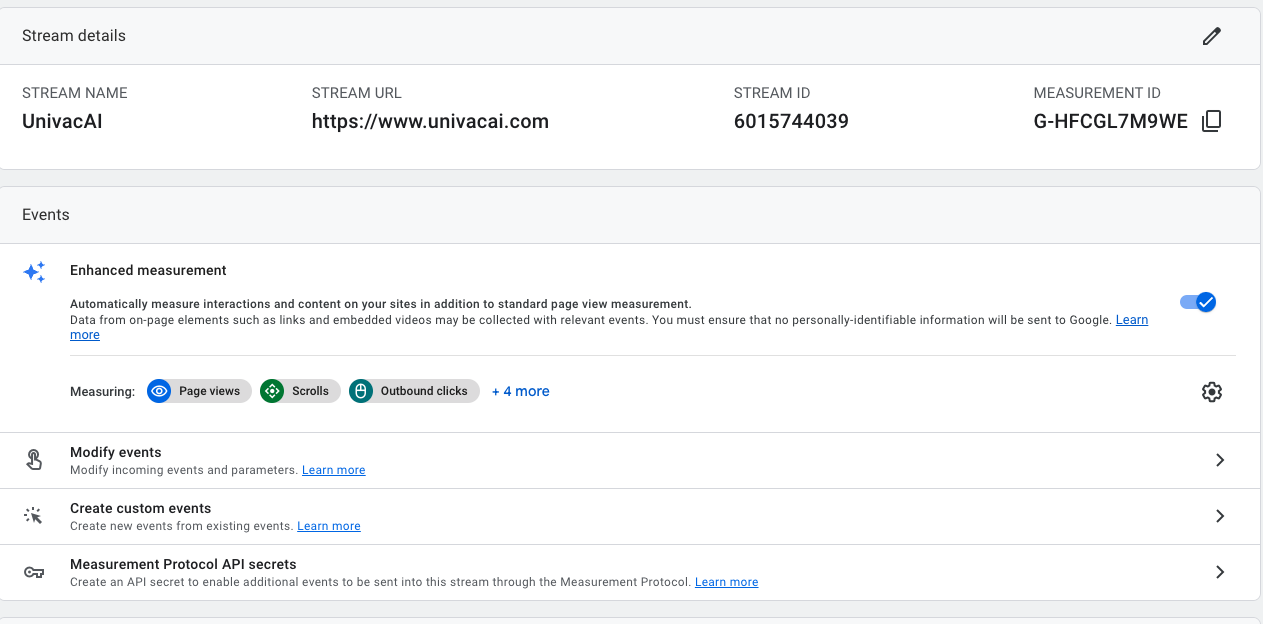 Stream details
STREAM NAME
UnivacAI
STREAM URL
https://www.univacai.com
STREAM ID
6015744039
MEASUREMENT ID
G-HFCGL7M9WE
Events
Enhanced measurement
Automatically measure interactions and content on your sites in addition to standard page view measurement.
Data from on-page elements such as links and embedded videos may be collected with relevant events. You must ensure that no personally-identifiable information will be sent to Google. Learn
more
Measuring: Page views Scrolls Outbound clicks + 4 more
Modify events
Modify incoming events and parameters. Learn more
Create custom events
Create new events from existing events. Learn more
Measurement Protocol API secrets
Create an API secret to enable additional events to be sent into this stream through the Measurement Protocol. Learn more